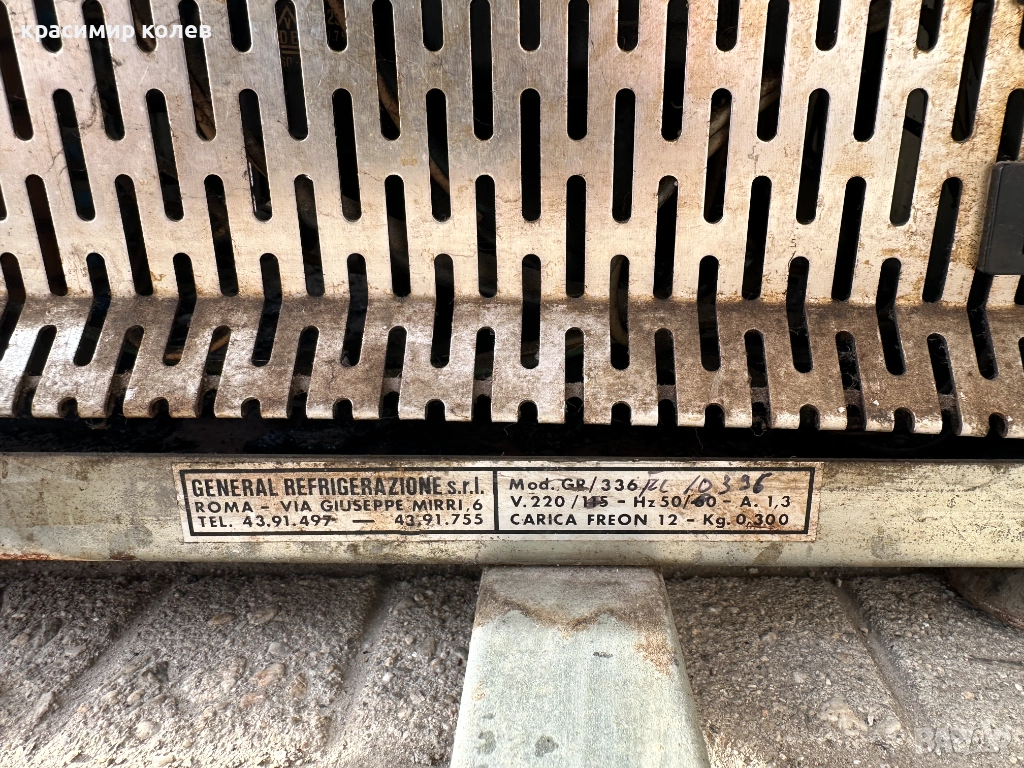 красимир колев
GENERAL REFRIGERAZIONE s.r.l.
ROMA - VIA GIUSEPPE MIRRI, 6
TEL. 43.91.497 — 43.91.755
Mod. GR/336
V. 220/115 - Hz 50/60 - A. 1,3
CARICA FREON 12 - Kg. 0,300